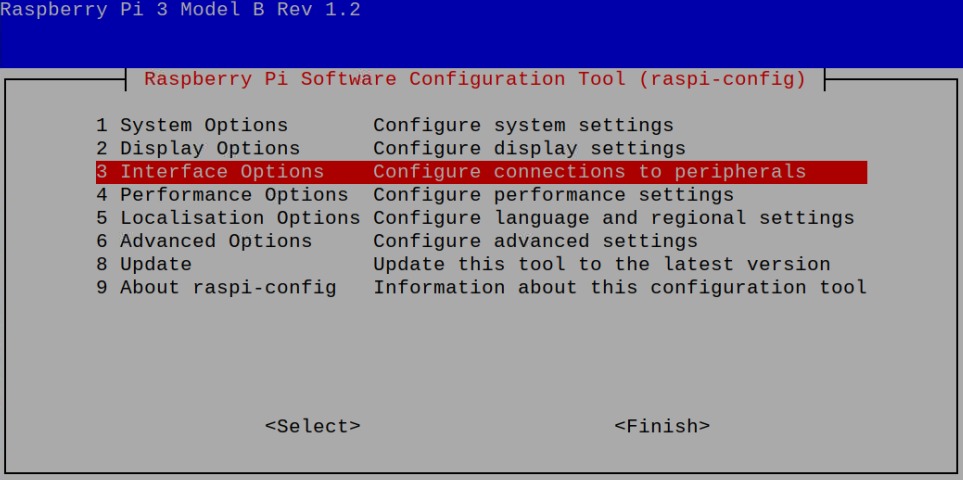 Raspberry Pi 3 Model B Rev 1.2
Raspberry Pi Software Configuration Tool (raspi-config)
1 System Options Configure system settings
2 Display Options Configure display settings
3 Interface Options Configure connections to peripherals
4 Performance Options Configure performance settings
5 Localisation Options Configure language and regional settings
6 Advanced Options Configure advanced settings
8 Update Update this tool to the latest version
9 About raspi-config Information about this configuration tool
<Select> <Finish>